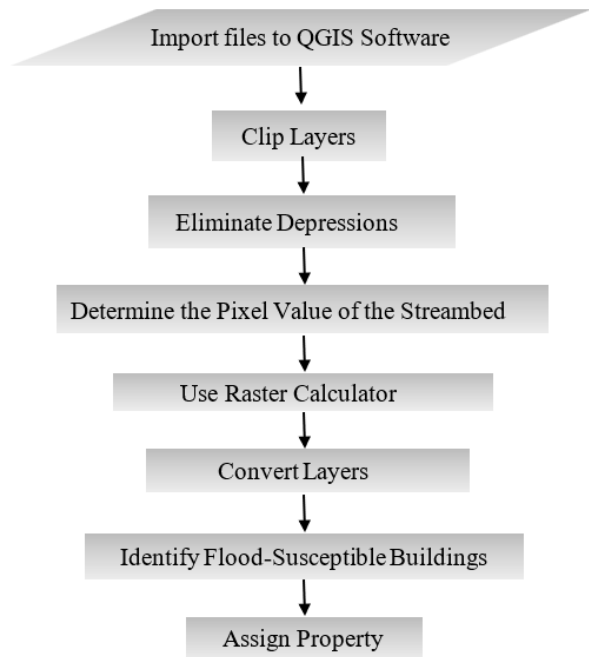 Import files to QGIS Software
Clip Layers
Eliminate Depressions
Determine the Pixel Value of the Streambed
Use Raster Calculator
Convert Layers
Identify Flood-Susceptible Buildings
Assign Property